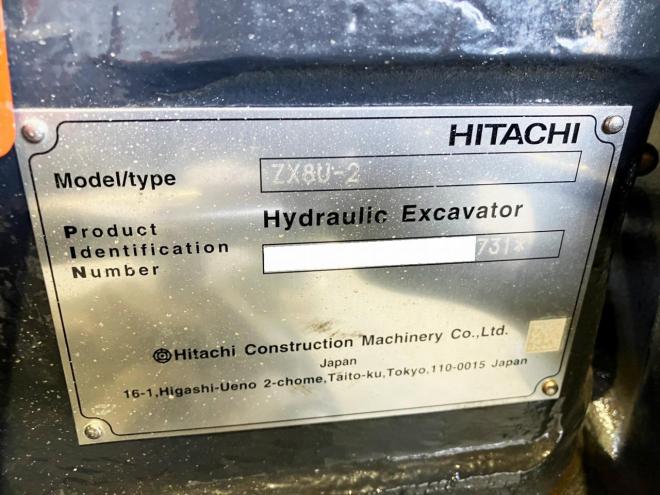 HITACHI
Model/type ZX8U-2
Hydraulic Excavator
Product
Identification
Number
731*
Hitachi Construction Machinery Co.,Ltd.
Japan
16-1,Higashi-Ueno 2-chome,Taito-ku,Tokyo,110-0015 Japan